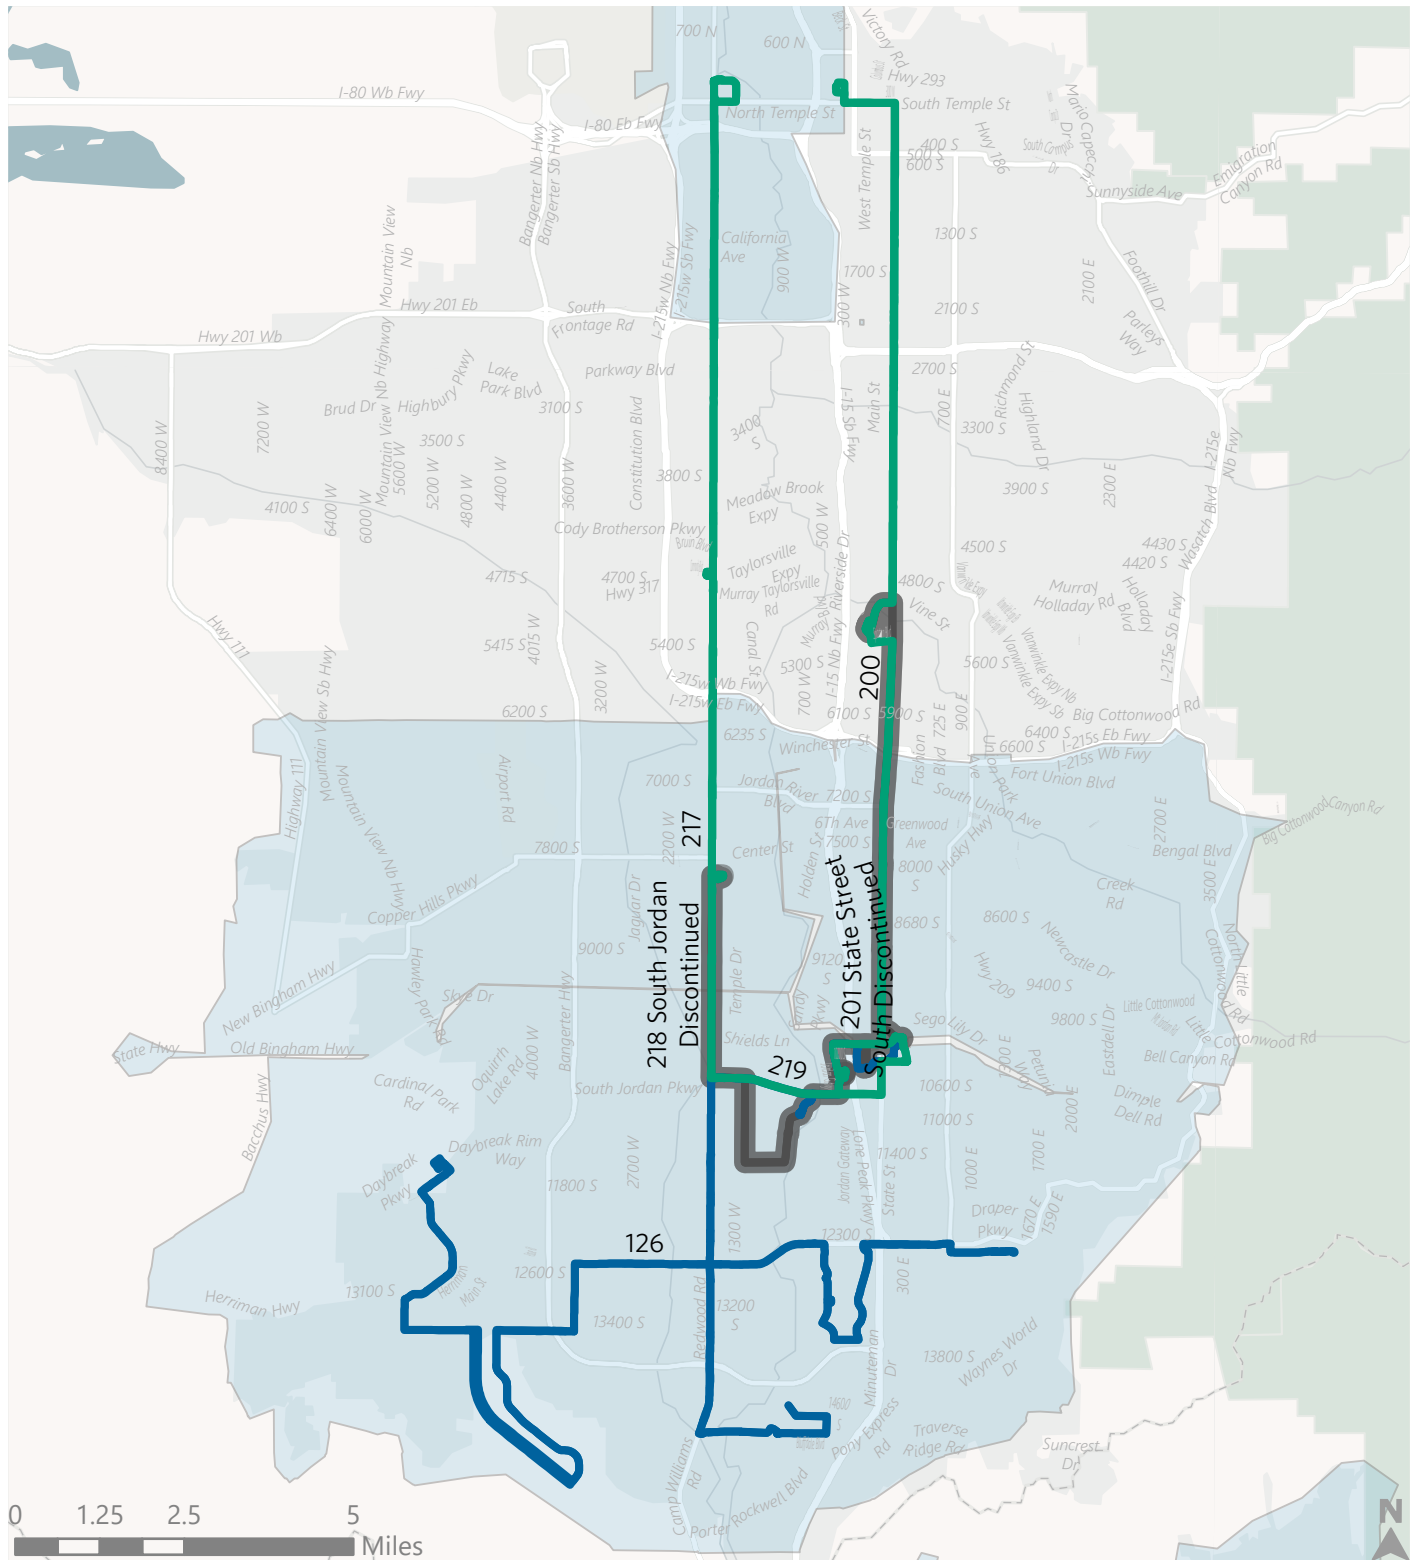 700 N
600 N
Victory Rd
Hwy 293
I-80 Wb Fwy
South Temple St
North Temple St
Mario Capecchi
Dr
I-80 Eb Fwy
Bangerter Nb Hwy
Bangerter Sb Hwy
West Temple St
400 S
500 S
600 S
Hwy 186
South Campus
Dr
Emigration
Canyon Rd
Sunnyside Ave
Mountain View
Nb
I-215w Nb Fwy
I-215w Sb Fwy
California
Ave
900 W
1300 S
1700 S
2100 E
Foothill Dr
Hwy 201 Eb
South
Frontage Rd
300 W
2100 S
Parleys
Way
Hwy 201 Wb
Mountain View Nb Highway
Highbury Pkwy
Lake
Park Blvd
Parkway Blvd
Brud Dr
3100 S
2700 S
Richmond St
Main St
I-15 Sb Fwy
700 E
Highland Dr
7200 W
8400 W
3500 S
Constitution Blvd
3400
S
3300 S
I-215e
Nb Fwy
5600 W
5200 W
4800 W
4400 W
3600 W
3800 S
Meadow Brook
Expy
3900 S
2300 E
4100 S
6400 W
6000 W
Cody Brotherson Pkwy
500 W
Wasatch Blvd
4715 S
4700 S
Hwy 317
Taylorsville
Expy
Murray Taylorsville
Rd
Riverside Dr
4500 S
4430 S
4420 S
4800 S
Vine St
Murray
Holladay Rd
Holladay
Blvd
Hwy 111
5415 S
4015 W
5400 S
Canal St
Murray Blvd
5300 S
I-15 Nb Fwy
200
5600 S
Vanwinkle Expy Nb
Vanwinkle Expy Sb
I-215e Sb Fwy
Mountain View Sb Hwy
3200 W
I-215w Wb Fwy
I-215w Eb Fwy
700 W
6200 S
6100 S
5900 S
725 E
900 E
Big Cottonwood Rd
6235 S
Winchester St
Fashion
Blvd
6400 S
6600 S
I-215s Eb Fwy
I-215s Wb Fwy
Highway 111
Mountain View Nb Hwy
Airport Rd
7000 S
Jordan River
Blvd
7200 S
Union Park
Ave
Fort Union Blvd
South Union Ave
2200 W
217
6Th Ave
7500 S
Greenwood
Ave
Husky Hwy
2700 E
Big Cottonwood Canyon Rd
7800 S
Center St
Holden St
8000
S
Bengal Blvd
3500 E
Copper Hills Pkwy
Jaguar Dr
218 South Jordan
Discontinued
201 State Street
South Discontinued
Creek
Rd
8680 S
8600 S
Newcastle Dr
North Little
Cottonwood Rd
9000 S
Temple Dr
9120
S
Hwy 209
9400 S
New Bingham Hwy
Hawley Park Rd
Skye Dr
Bangerter Hwy
Sandy
Pkwy
Sego Lily Dr
9800 S
Eastdell Dr
Little Cottonwood
Little Cottonwood Rd
State Hwy
Old Bingham Hwy
4000 W
Shields Ln
219
1300 E
Petunia
Way
Bell Canyon Rd
Bacchus Hwy
Cardinal Park
Rd
Oquirrh
Lake Rd
South Jordan Pkwy
10600 S
11000 S
2000 E
Dimple
Dell Rd
Daybreak
Pkwy
Daybreak Rim
Way
2700 W
11400 S
Jordan Gateway
Lone Peak Pkwy
State St
1000 E
1700 E
11800 S
1300 W
126
12300 S
Draper
Pkwy
1670 E
1590 E
12600 S
Herriman
Main St
13100 S
Herriman Hwy
13400 S
Redwood Rd
13200
S
300 E
Minuteman
Dr
13800 S
Waynes World
Dr
14600
S
Pony Express
Rd
Traverse
Ridge Rd
Suncrest
Dr
Camp Williams
Rd
Porter Rockwell Blvd
0 1.25 2.5 5
Miles
N